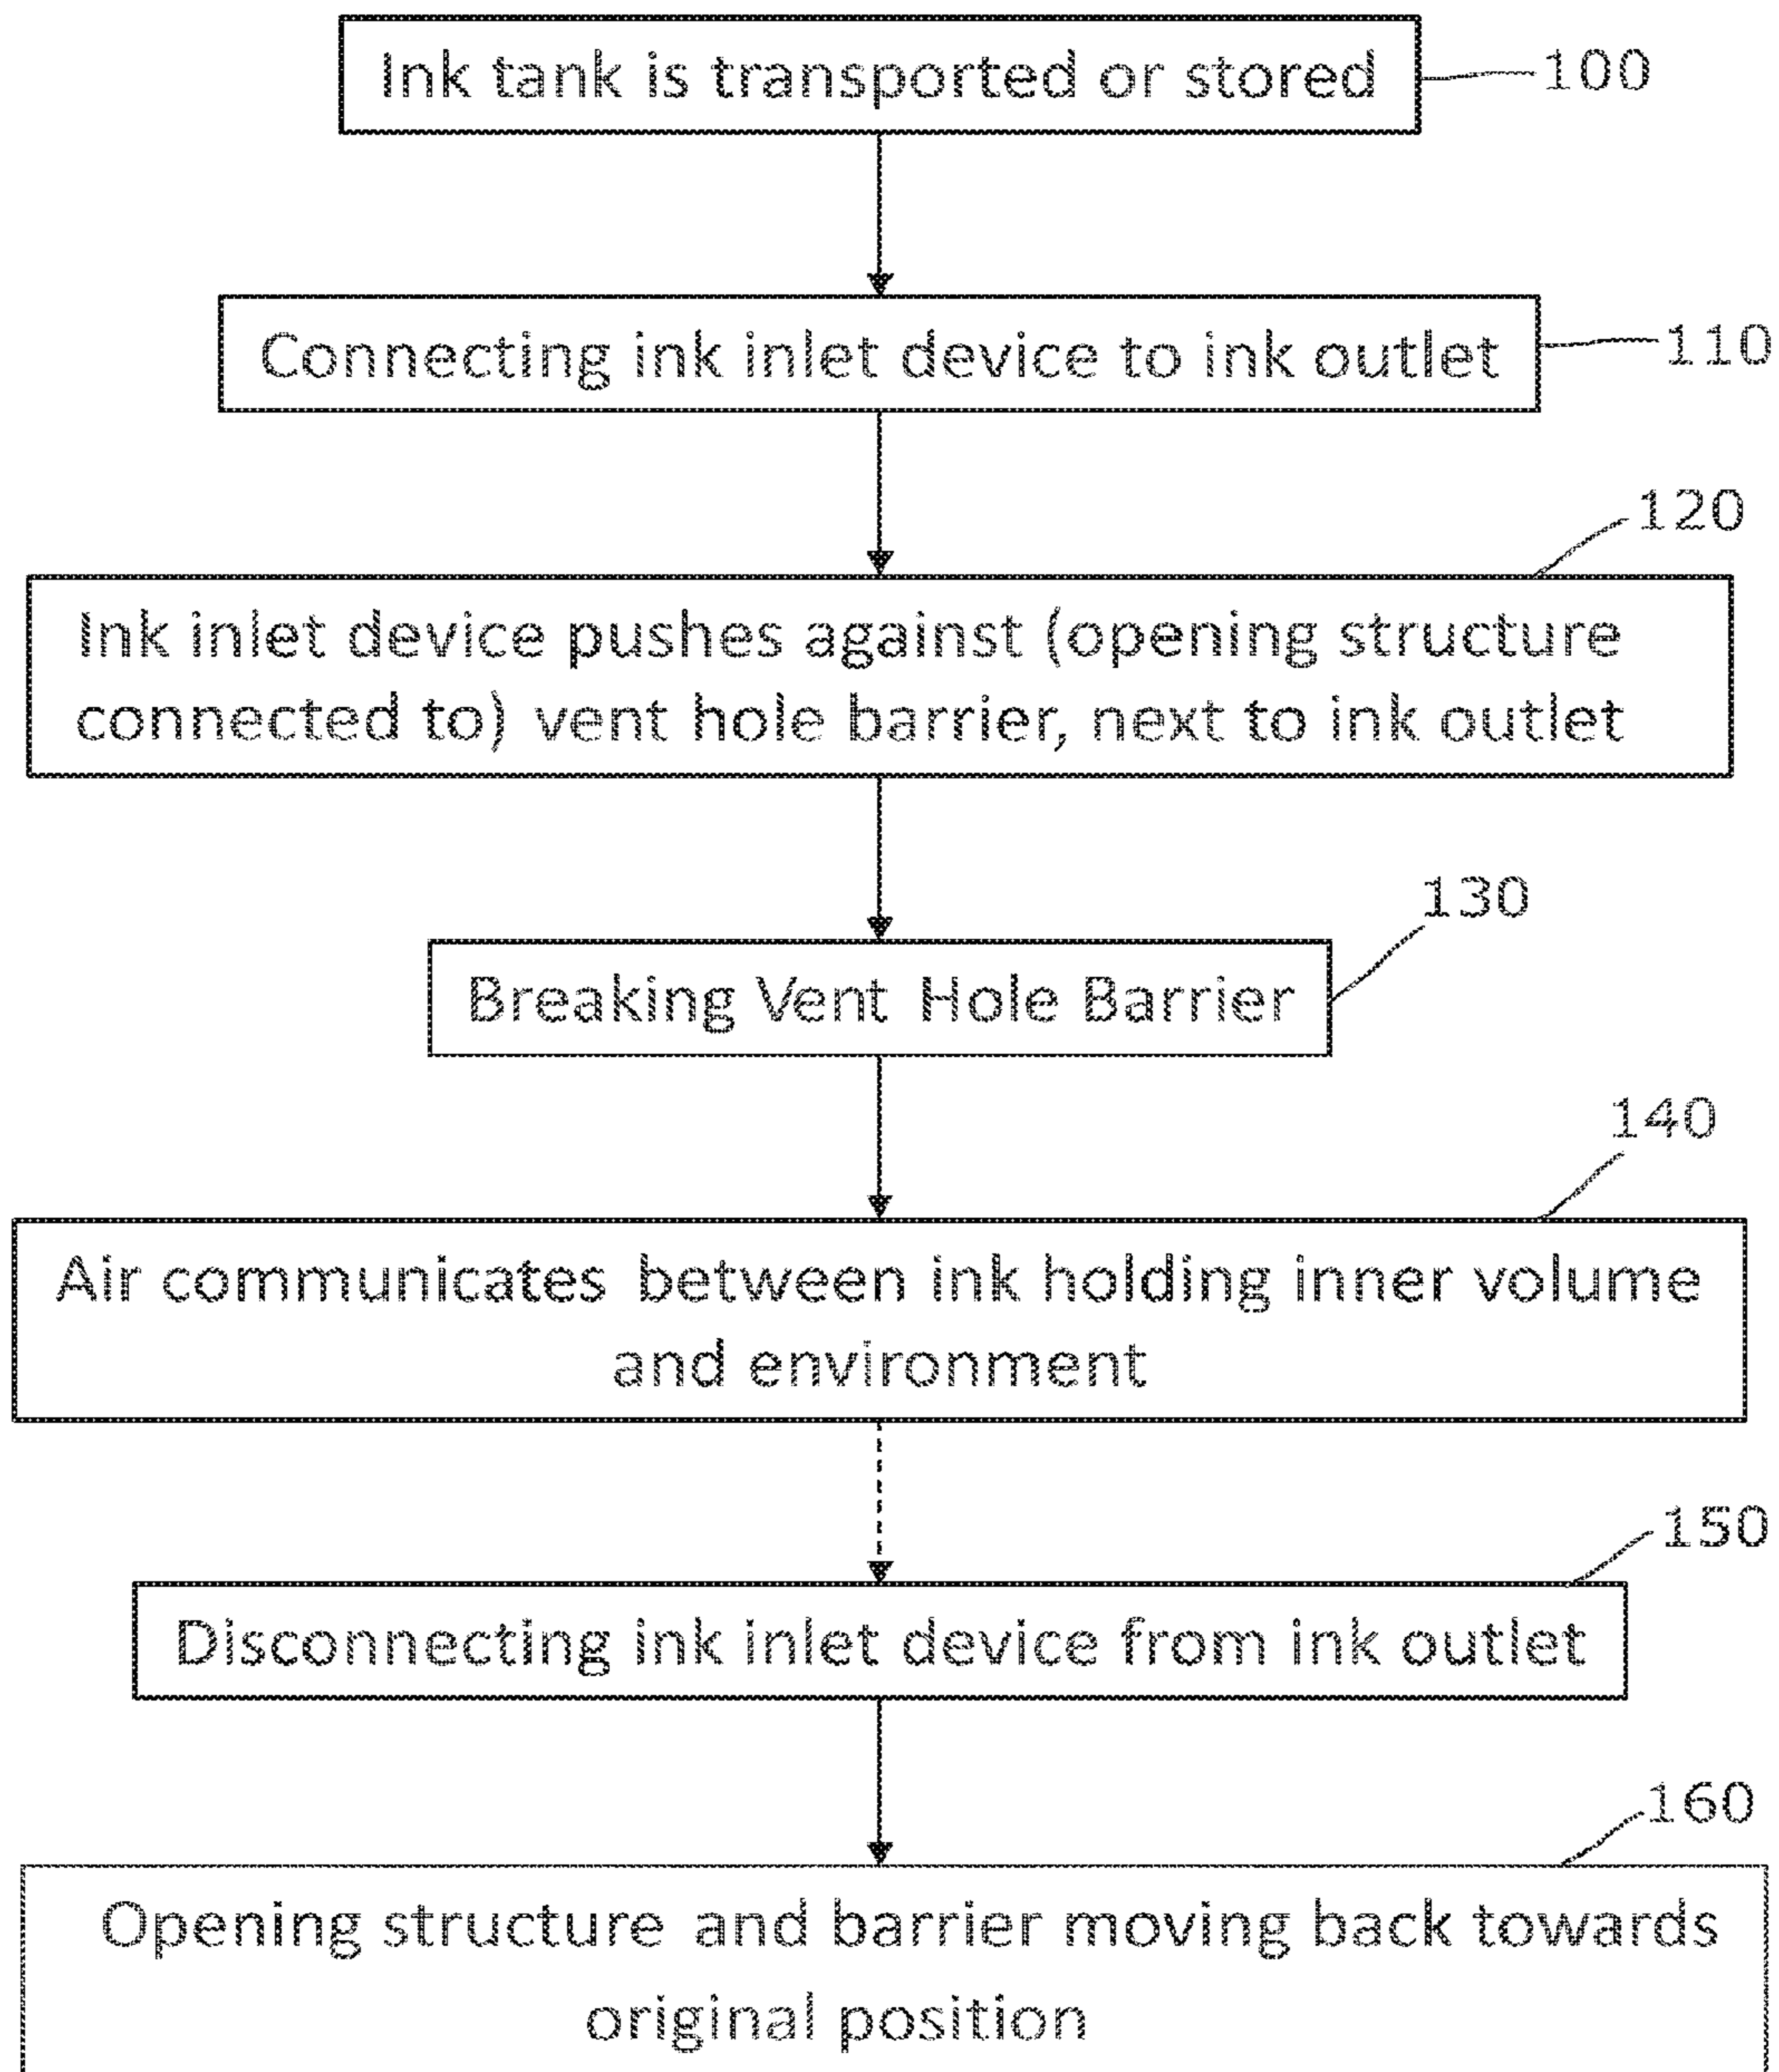 Ink tank is transported or stored
100
Connecting ink inlet device to ink outlet
110
120
Ink inlet device pushes against (opening structure
connected to) vent hole barrier, next to ink outlet
130
Breaking Vent Hole Barrier
140
Air communicates between ink holding inner volume
and environment
150
Disconnecting ink inlet device from ink outlet
160
Opening structure and barrier moving back towards
original position